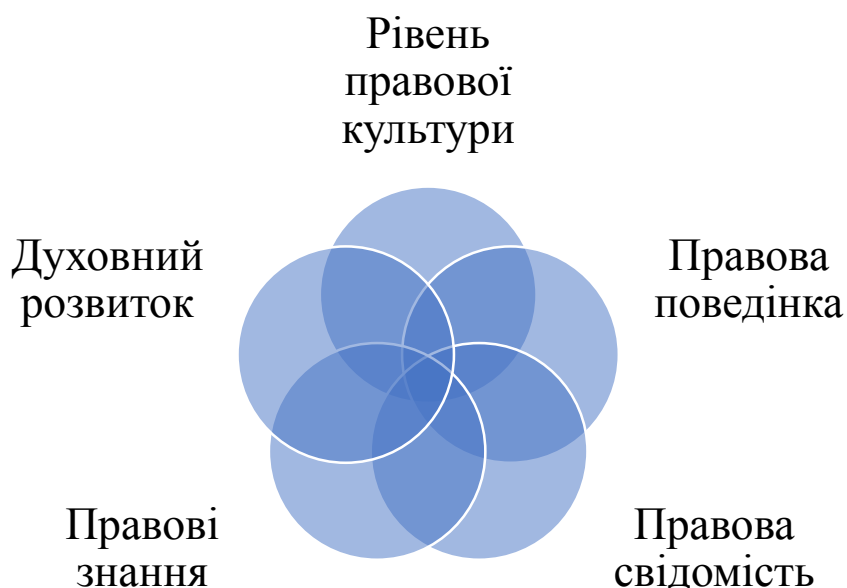 Рівень
правової
культури
Духовний
розвиток
Правова
поведінка
Правові
знання
Правова
свідомість